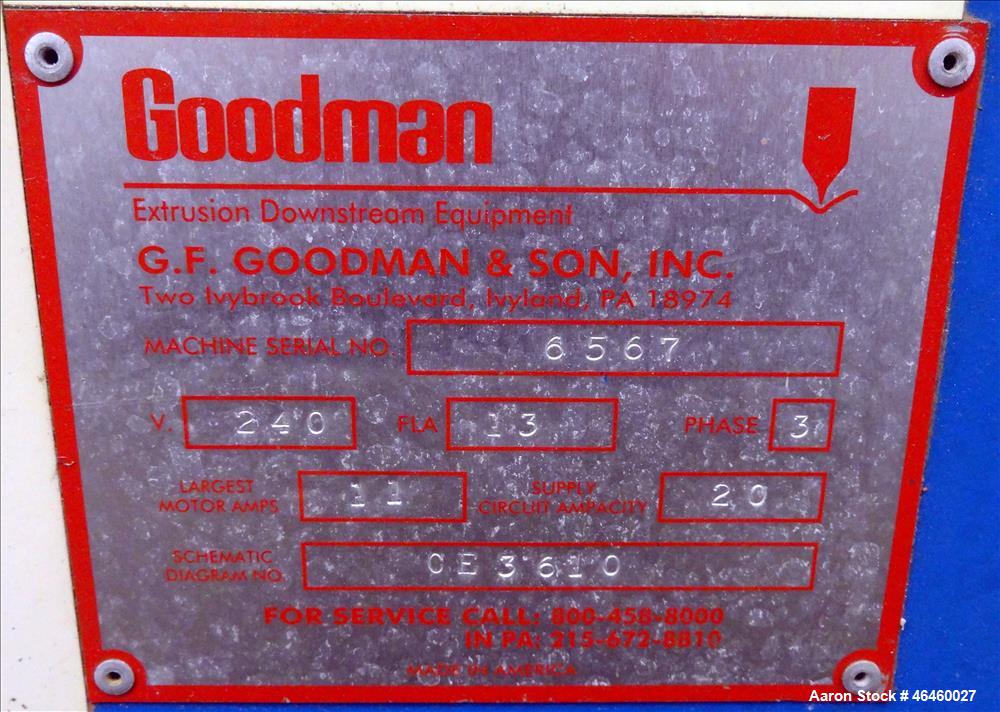 Goodman
Extrusion Downstream Equipment
G.F. GOODMAN & SON, INC.
Two Ivybrook Boulevard, Ivyland, PA 18974
MACHINE SERIAL NO. 6567
V. 240 FLA 13 PHASE 3
LARGEST MOTOR AMPS 11 SUPPLY CIRCUIT AMPACITY 20
SCHEMATIC DIAGRAM NO. CE3610
FOR SERVICE CALL: 800-458-8000
IN PA: 215-672-8810
MADE IN AMERICA
Aaron Stock # 46460027